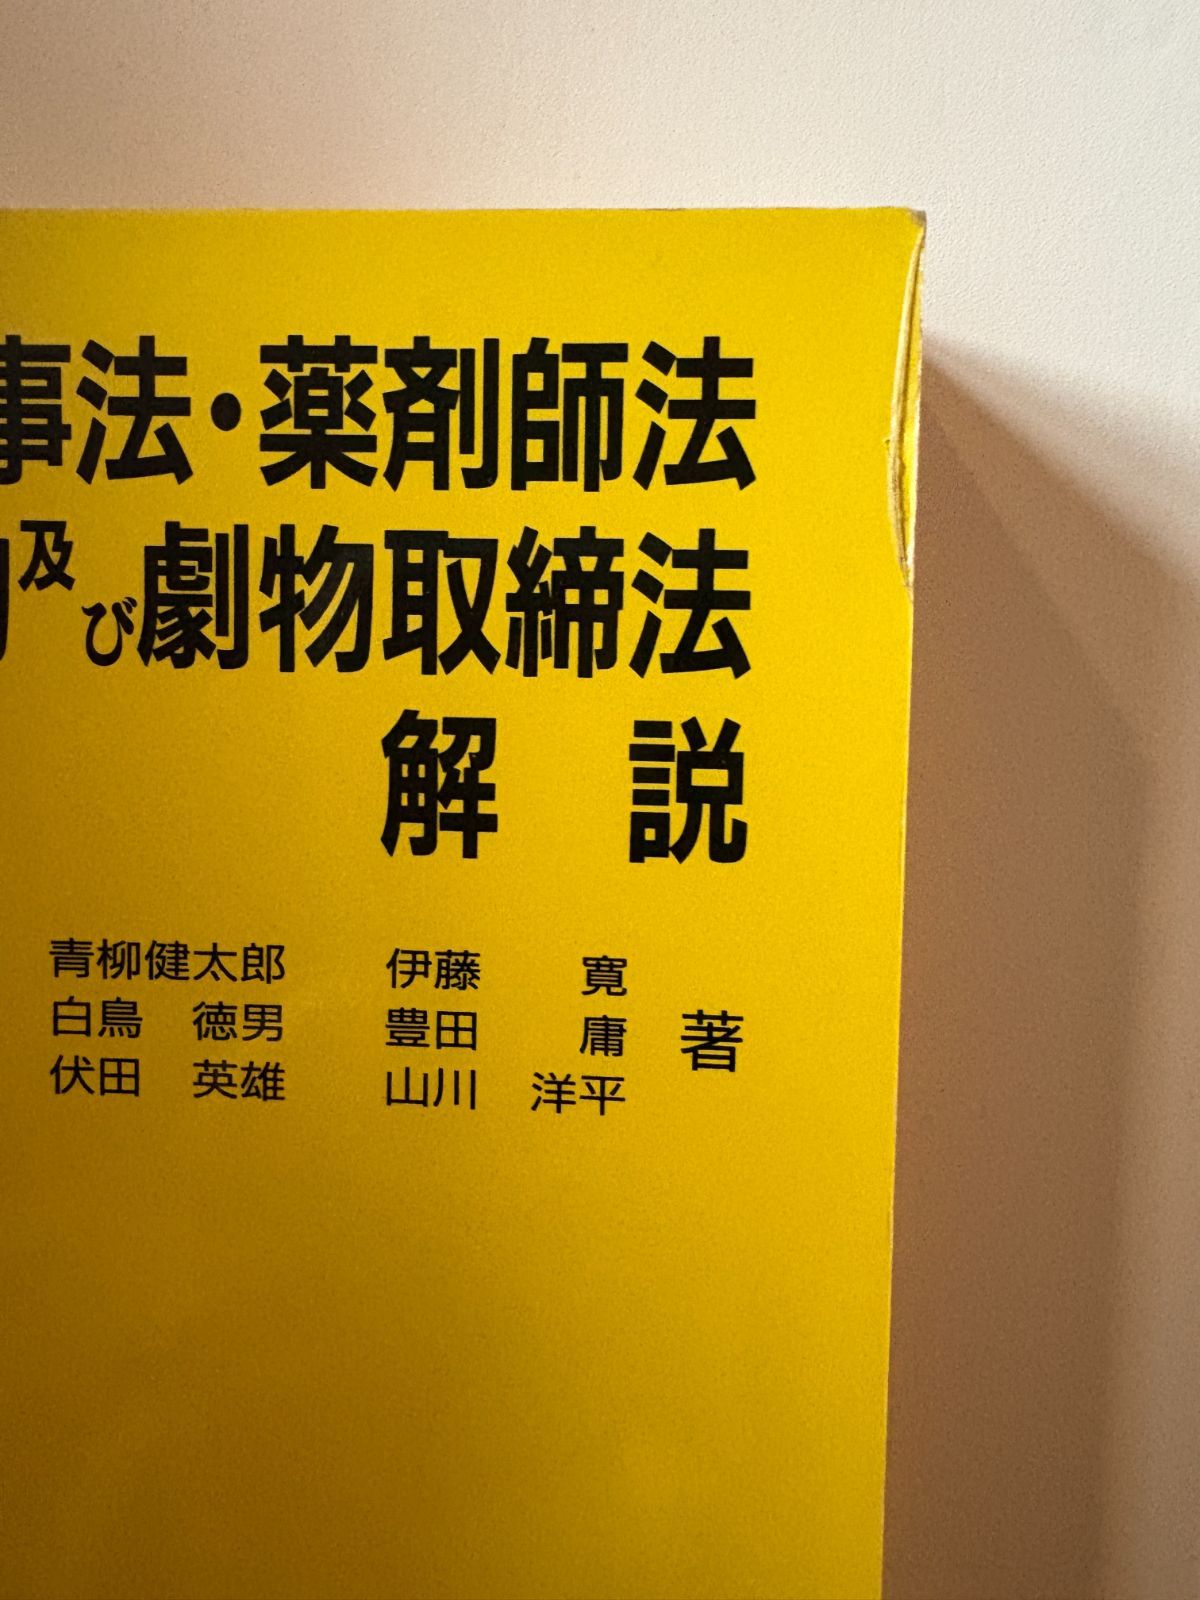 事法・薬剤師法
及び劇物取締法
解 説
青柳健太郎 伊藤 寛
白鳥 徳男 豊田 庸 著
伏田 英雄 山川 洋平